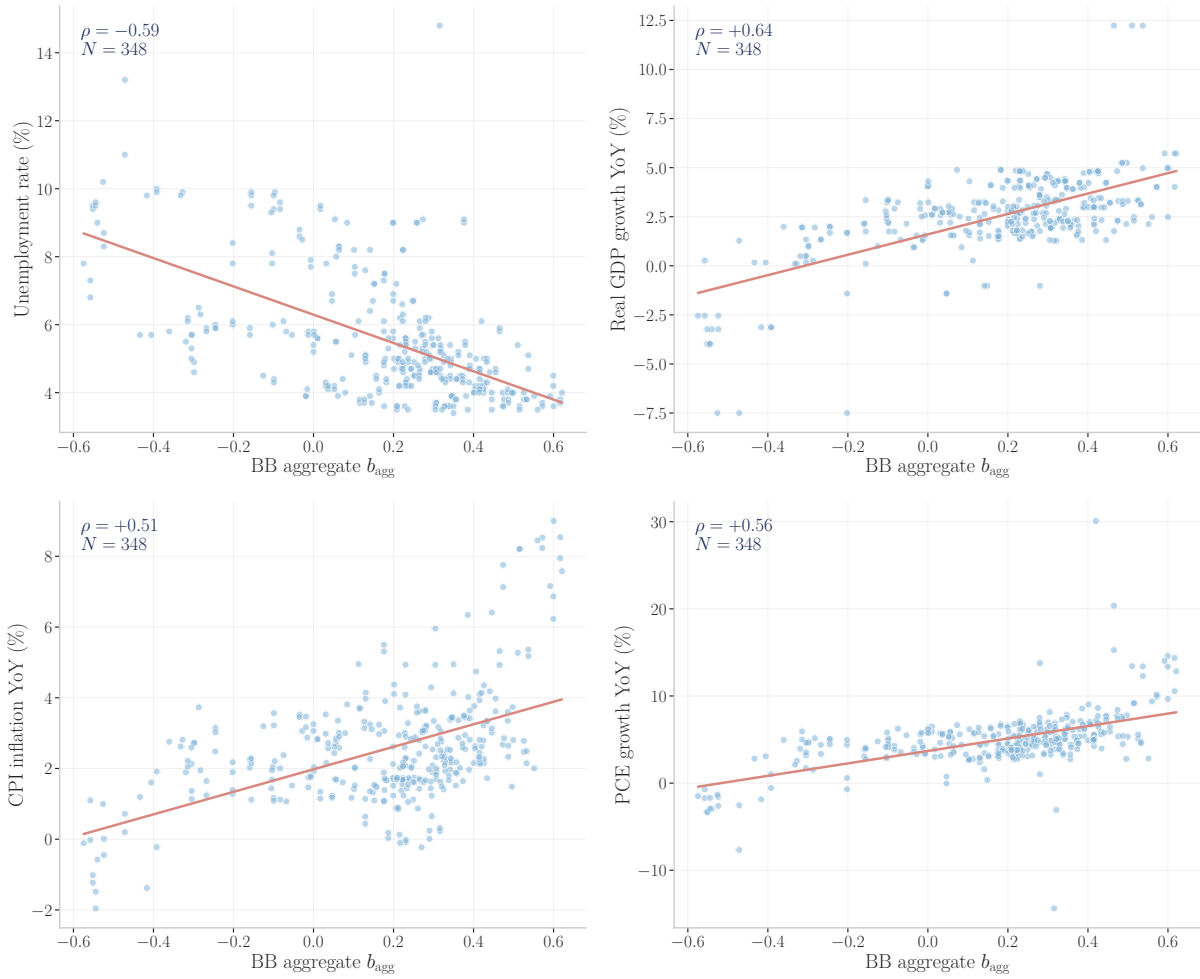 ρ = −0.59
N = 348
Unemployment rate (%)
14
12
10
8
6
4
−0.6 −0.4 −0.2 0.0 0.2 0.4 0.6
BB aggregate b_agg
ρ = +0.64
N = 348
Real GDP growth YoY (%)
12.5
10.0
7.5
5.0
2.5
0.0
−2.5
−5.0
−7.5
−0.6 −0.4 −0.2 0.0 0.2 0.4 0.6
BB aggregate b_agg
ρ = +0.51
N = 348
CPI inflation YoY (%)
8
6
4
2
0
−2
−0.6 −0.4 −0.2 0.0 0.2 0.4 0.6
BB aggregate b_agg
ρ = +0.56
N = 348
PCE growth YoY (%)
30
20
10
0
−10
−0.6 −0.4 −0.2 0.0 0.2 0.4 0.6
BB aggregate b_agg